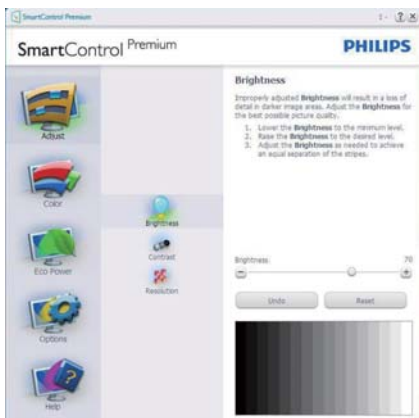 SmartControl Premium
SmartControl Premium
PHILIPS
Adjust
Color
Eco Power
Options
Help
Brightness
Contrast
Resolution
Brightness
Improperly adjusted Brightness will result in a loss of
detail in darker image areas. Adjust the Brightness for
the best possible picture quality.
1. Lower the Brightness to the minimum level.
2. Raise the Brightness to the desired level.
3. Adjust the Brightness as needed to achieve
an equal separation of the stripes.
Brightness 70
Undo Reset